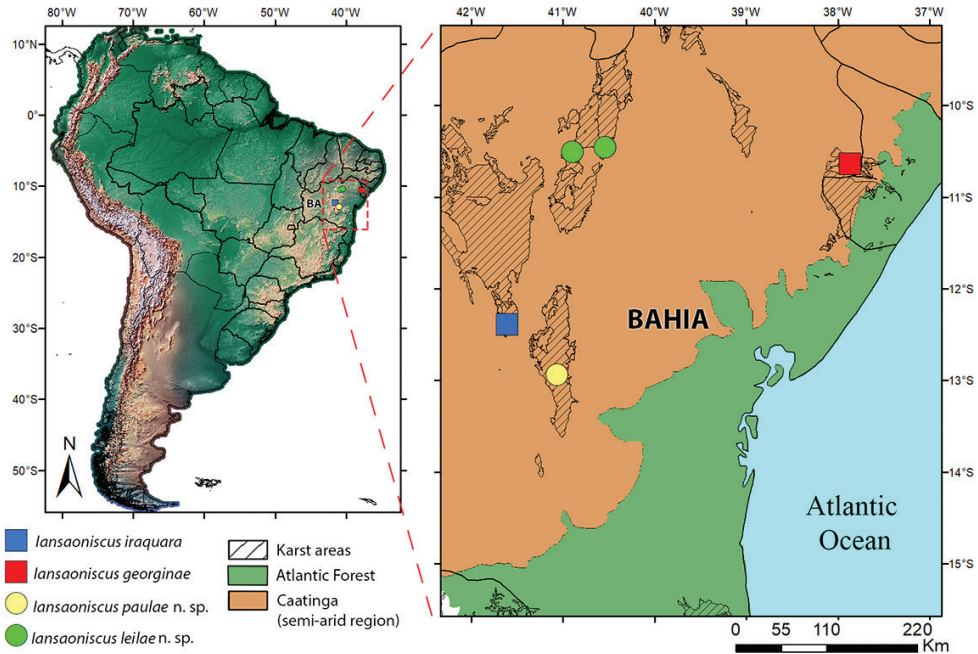 80°W 70°W 60°W 50°W 40°W
10°N
0°
10°S
20°S
30°S
40°S
50°S
BA
N
42°W 41°W 40°W 39°W 38°W 37°W
10°S
11°S
12°S
13°S
14°S
15°S
BAHIA
Atlantic
Ocean
Iansaoniscus iraquara
Iansaoniscus georginae
Iansaoniscus paulae n. sp.
Iansaoniscus leilae n. sp.
Karst areas
Atlantic Forest
Caatinga
(semi-arid region)
0 55 110 220
Km